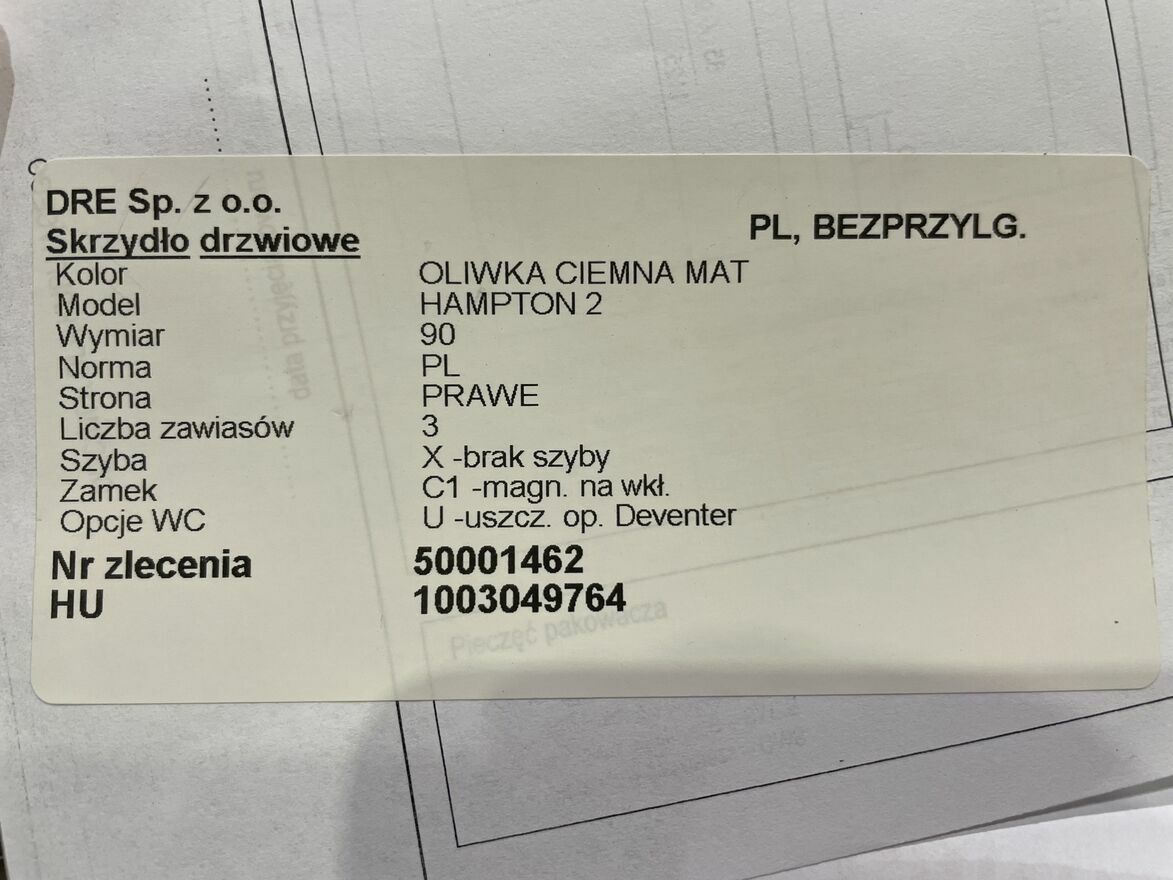 DRE Sp. z o.o.
Skrzydło drzwiowe
PL, BEZPRZYLG.
Kolor OLIWKA CIEMNA MAT
Model HAMPTON 2
Wymiar 90
Norma PL
Strona PRAWE
Liczba zawiasów 3
Szyba X -brak szyby
Zamek C1 -magn. na wkł.
Opcje WC U -uszcz. op. Deventer
Nr zlecenia 50001462
HU 1003049764
Pieczęć pakowacza
data przyjęci